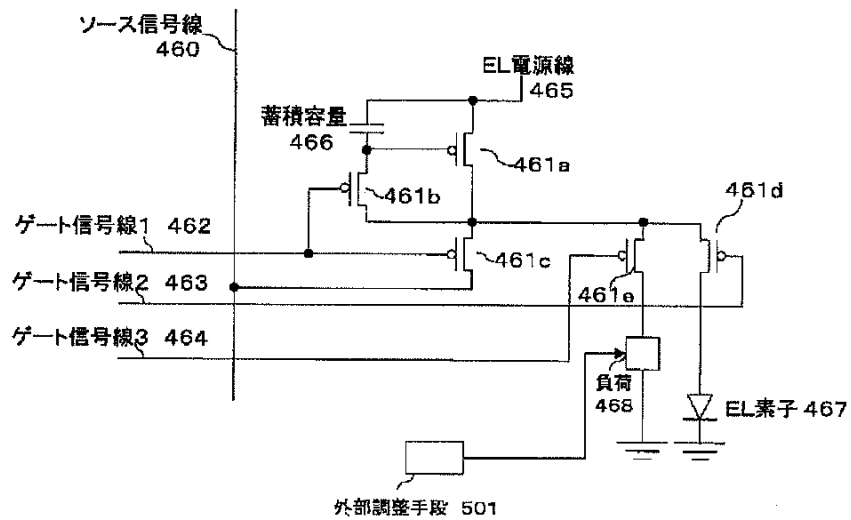 ソース信号線
460
EL電源線
465
蓄積容量
466
461a
461b
461d
ゲート信号線1 462
461c
ゲート信号線2 463
461e
ゲート信号線3 464
負荷
468
EL素子 467
外部調整手段 501